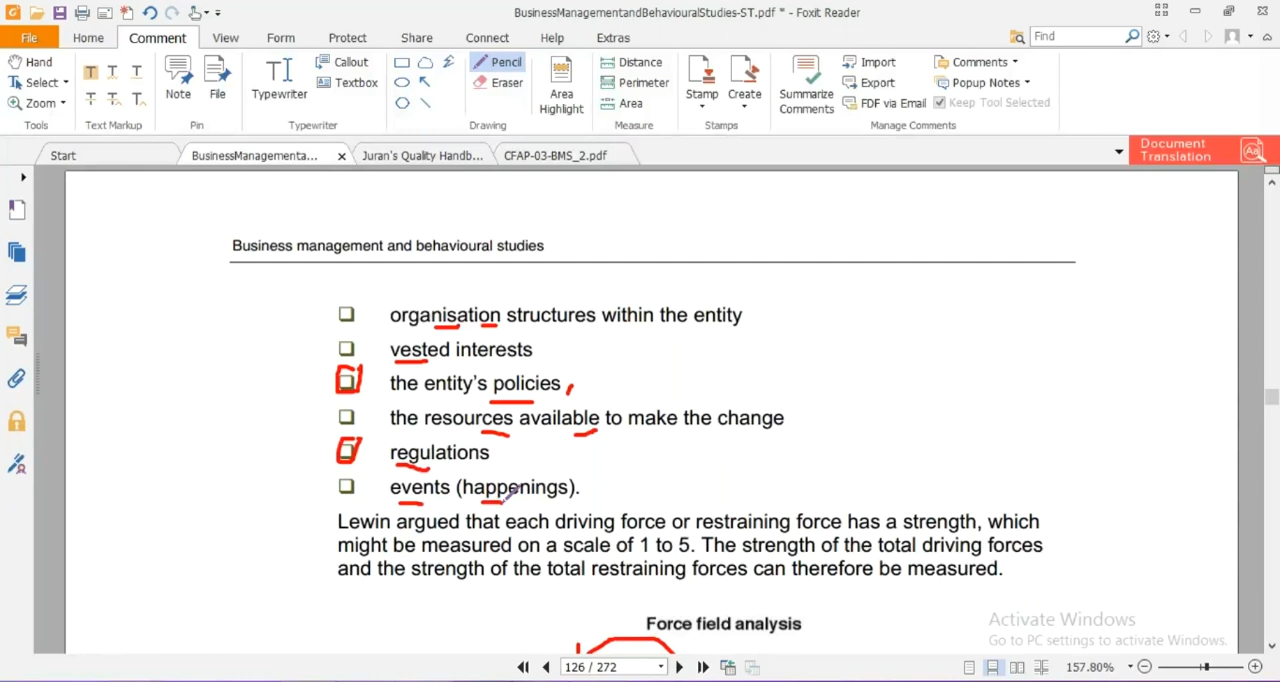 BusinessManagementandBehaviouralStudies-ST.pdf * - Foxit Reader
File Home Comment View Form Protect Share Connect Help Extras Find
Hand
Select
Zoom
Tools
T T T
T T T
Text Markup
Note
File
Pin
Typewriter
Callout
Textbox
Typewriter
Pencil
Eraser
Area
Highlight
Drawing
Distance
Perimeter
Area
Measure
Stamp
Create
Stamps
Summarize
Comments
Import
Export
FDF via Email
Comments
Popup Notes
Keep Tool Selected
Manage Comments
Start BusinessManagementa... x Juran's Quality Handb... CFAP-03-BMS_2.pdf
Document
Translation
Aa
Business management and behavioural studies
organisation structures within the entity
vested interests
the entity's policies
the resources available to make the change
regulations
events (happenings).
Lewin argued that each driving force or restraining force has a strength, which
might be measured on a scale of 1 to 5. The strength of the total driving forces
and the strength of the total restraining forces can therefore be measured.
Force field analysis
Activate Windows
Go to PC settings to activate Windows.
126 / 272
157.80%